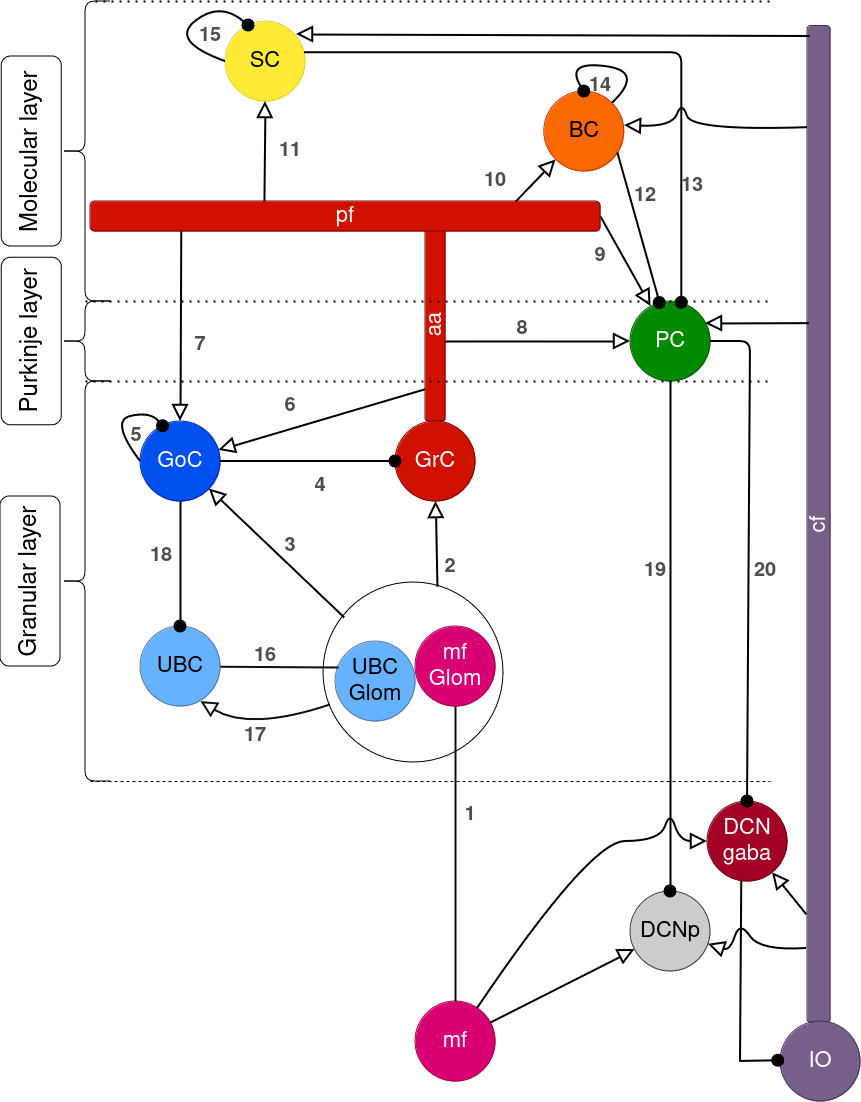 15
SC
14
BC
Molecular layer
11
10
12
13
pf
9
Purkinje layer
aa
8
PC
7
6
5
GoC
GrC
4
cf
Granular layer
18
3
2
19
20
UBC
16
UBC
Glom
mf
Glom
17
1
DCN
gaba
DCNp
mf
IO